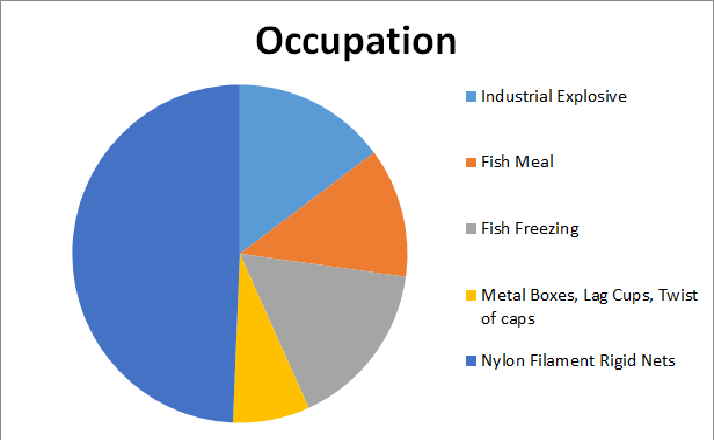 Occupation
Industrial Explosive
Fish Meal
Fish Freezing
Metal Boxes, Lag Cups, Twist
of caps
Nylon Filament Rigid Nets